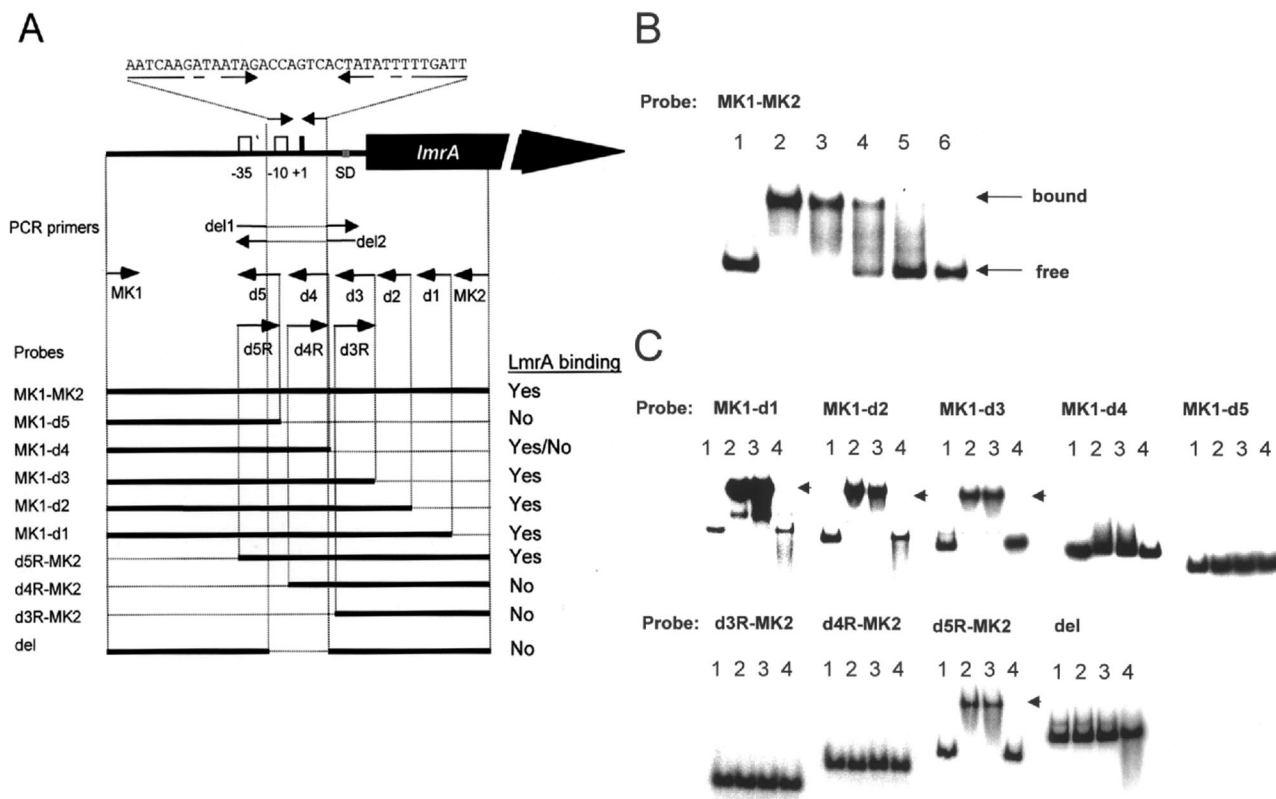 A
AATCAAGATAATAGACCAGTCACTATATTTTTGATT
lmrA
-35 -10 +1 SD
PCR primers
del1
del2
MK1 d5 d4 d3 d2 d1 MK2
d5R d4R d3R
Probes
LmrA binding
MK1-MK2 Yes
MK1-d5 No
MK1-d4 Yes/No
MK1-d3 Yes
MK1-d2 Yes
MK1-d1 Yes
d5R-MK2 Yes
d4R-MK2 No
d3R-MK2 No
del No
B
Probe: MK1-MK2
1 2 3 4 5 6
bound
free
C
Probe: MK1-d1 MK1-d2 MK1-d3 MK1-d4 MK1-d5
1 2 3 4 1 2 3 4 1 2 3 4 1 2 3 4 1 2 3 4
Probe: d3R-MK2 d4R-MK2 d5R-MK2 del
1 2 3 4 1 2 3 4 1 2 3 4 1 2 3 4